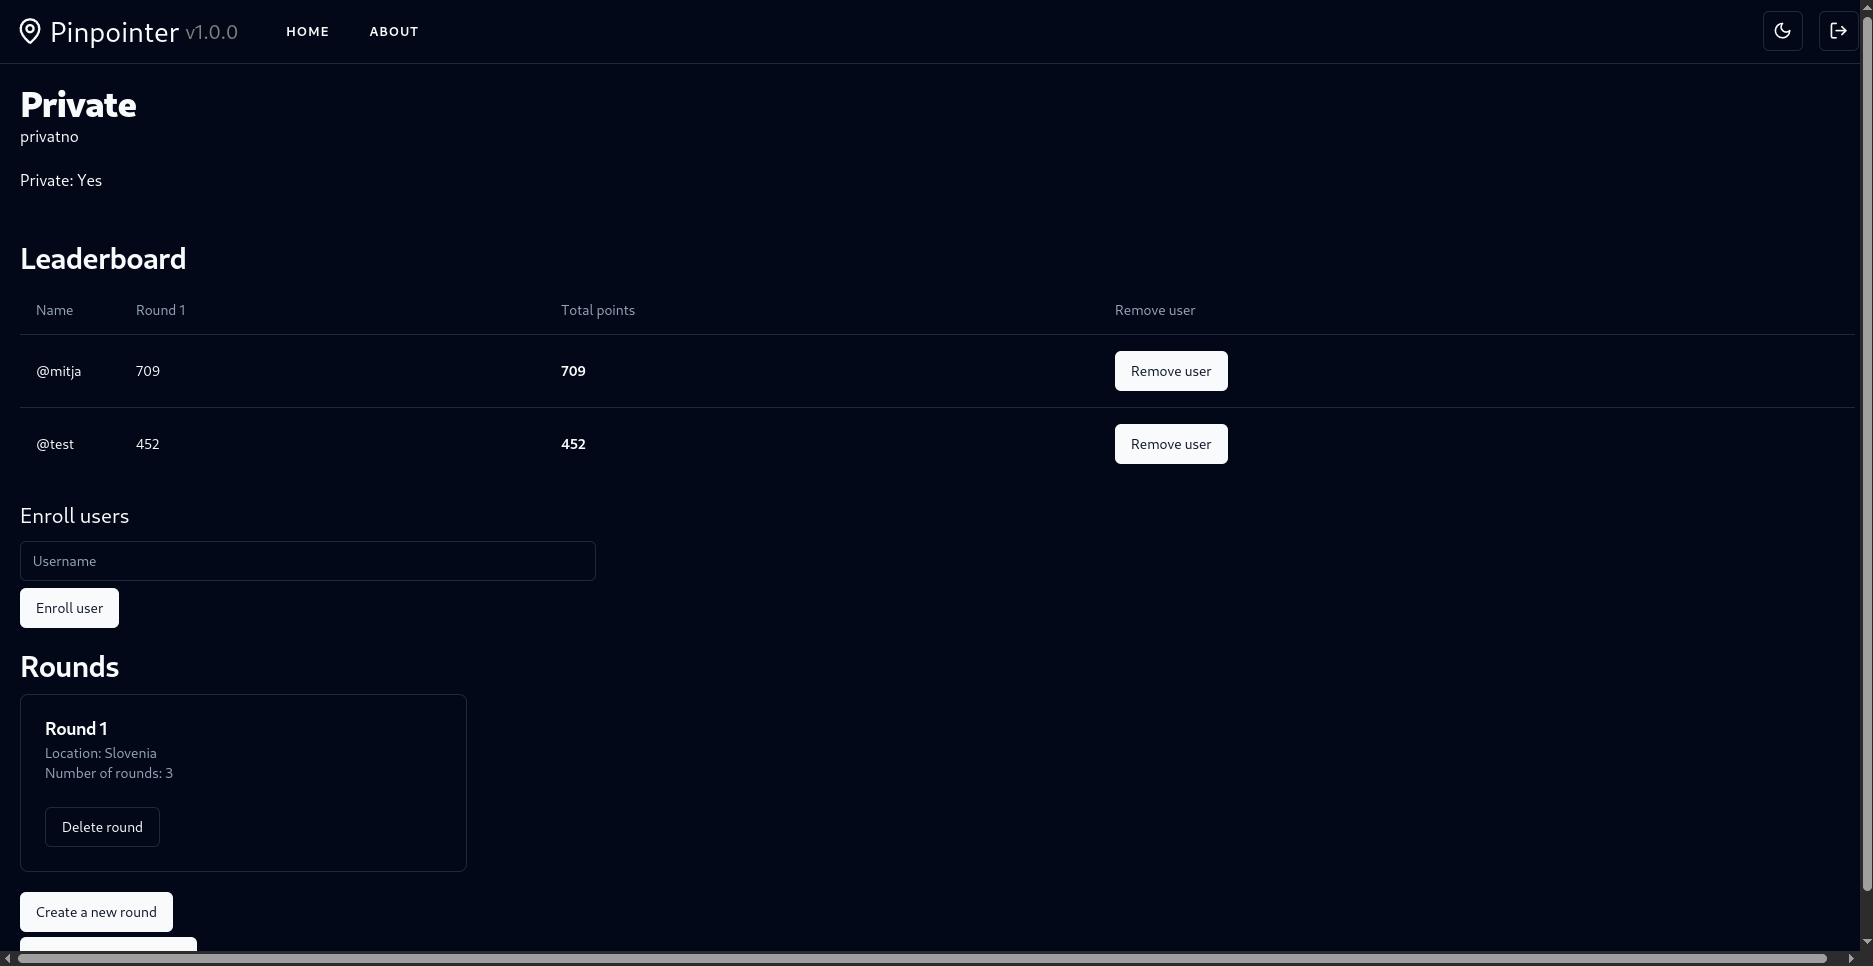 Pinpointer v1.0.0 HOME ABOUT
Private
privatno
Private: Yes
Leaderboard
Name Round 1 Total points Remove user
@mitja 709 709 Remove user
@test 452 452 Remove user
Enroll users
Username
Enroll user
Rounds
Round 1
Location: Slovenia
Number of rounds: 3
Delete round
Create a new round